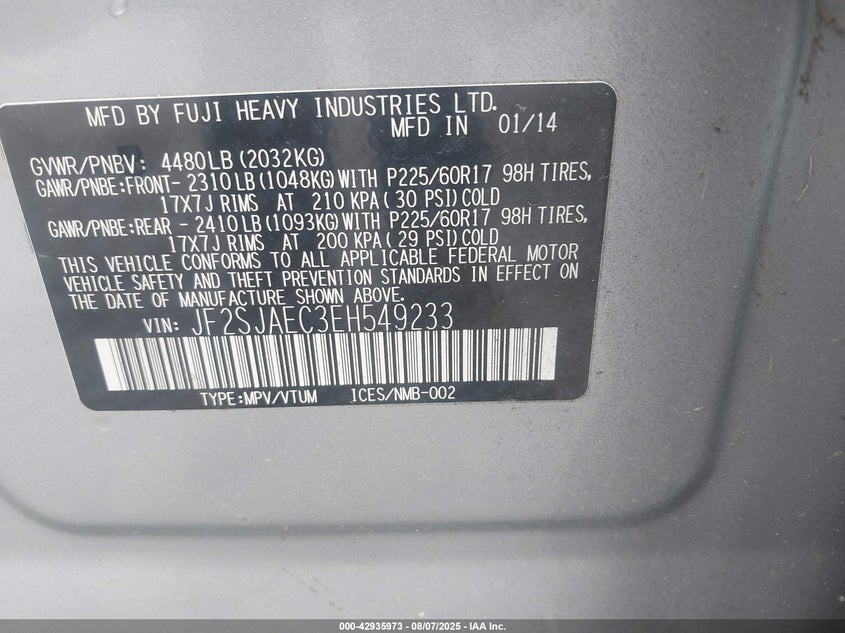 MFD BY FUJI HEAVY INDUSTRIES LTD.
MFD IN 01/14
GVWR/PNBV: 4480LB(2032KG)
GAWR/PNBE:FRONT- 2310LB(1048KG)WITH P225/60R17 98H TIRES,
17X7J RIMS AT 210 KPA(30 PSI)COLD
GAWR/PNBE:REAR - 2410LB(1093KG)WITH P225/60R17 98H TIRES,
17X7J RIMS AT 200 KPA(29 PSI)COLD
THIS VEHICLE CONFORMS TO ALL APPLICABLE FEDERAL MOTOR
VEHICLE SAFETY AND THEFT PREVENTION STANDARDS IN EFFECT ON
THE DATE OF MANUFACTURE SHOWN ABOVE.
VIN: JF2SJAEC3EH549233
TYPE:MPV/VTUM ICES/NMB-002
000-42935973 - 08/07/2025 - IAA Inc.